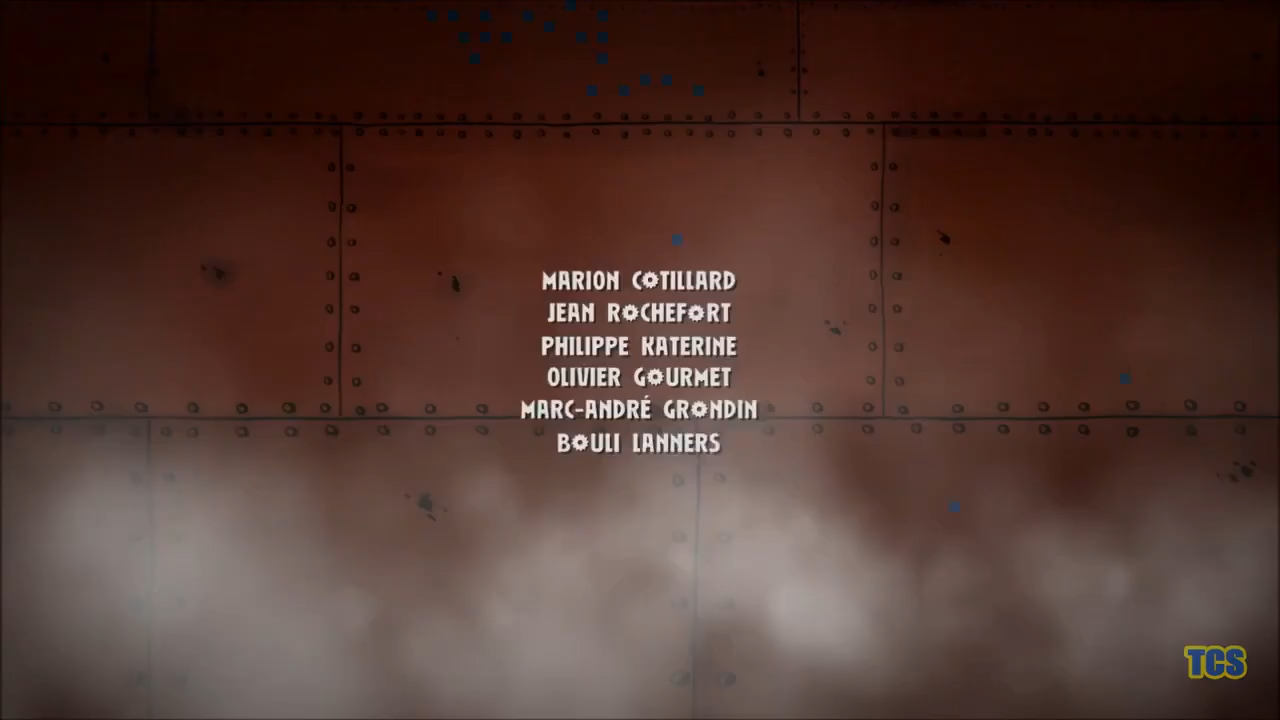 MARION COTILLARD
JEAN ROCHEFORT
PHILIPPE KATERINE
OLIVIER GOURMET
MARC-ANDRÉ GRONDIN
BOULI LANNERS
TCS